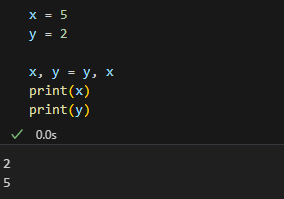 x = 5
y = 2
x, y = y, x
print(x)
print(y)
0.0s
2
5